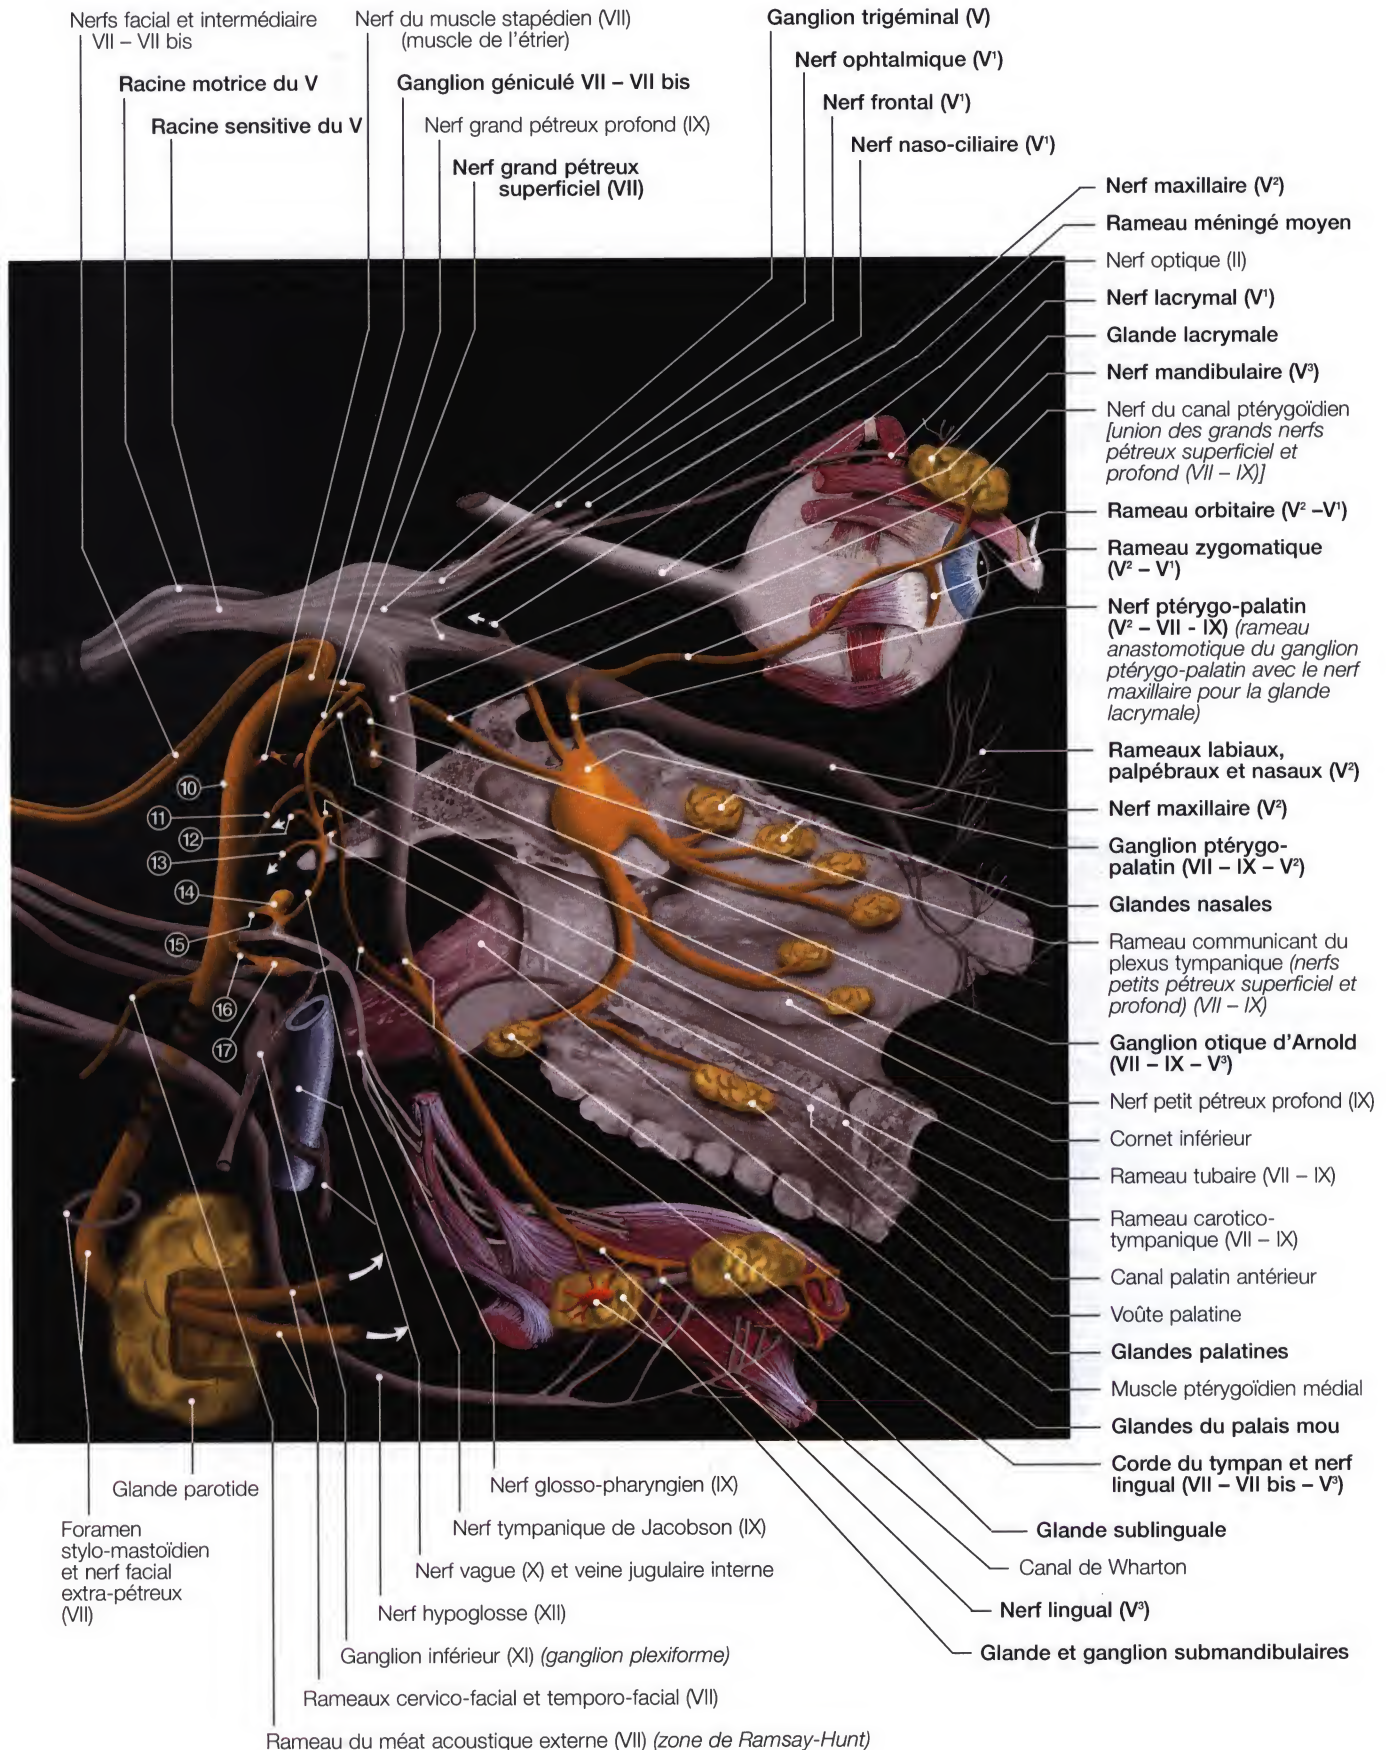 Nerfs facial et intermédiaire
VII – VII bis
Racine motrice du V
Racine sensitive du V
Nerf du muscle stapédien (VII)
(muscle de l'étrier)
Ganglion géniculé VII – VII bis
Nerf grand pétreux profond (IX)
Nerf grand pétreux
superficiel (VII)
Ganglion trigéminal (V)
Nerf ophtalmique (V¹)
Nerf frontal (V¹)
Nerf naso-ciliaire (V¹)
Nerf maxillaire (V²)
Rameau méningé moyen
Nerf optique (II)
Nerf lacrymal (V¹)
Glande lacrymale
Nerf mandibulaire (V³)
Nerf du canal ptérygoïdien
[union des grands nerfs
pétreux superficiel et
profond (VII – IX)]
Rameau orbitaire (V² –V¹)
Rameau zygomatique
(V² – V¹)
Nerf ptérygo-palatin
(V² – VII - IX) (rameau
anastomotique du ganglion
ptérygo-palatin avec le nerf
maxillaire pour la glande
lacrymale)
Rameaux labiaux,
palpébraux et nasaux (V²)
Nerf maxillaire (V²)
Ganglion ptérygo-
palatin (VII – IX – V²)
Glandes nasales
Rameau communicant du
plexus tympanique (nerfs
petits pétreux superficiel et
profond) (VII – IX)
Ganglion otique d'Arnold
(VII – IX – V³)
Nerf petit pétreux profond (IX)
Cornet inférieur
Rameau tubaire (VII – IX)
Rameau carotico-
tympanique (VII – IX)
Canal palatin antérieur
Voûte palatine
Glandes palatines
Muscle ptérygoïdien médial
Glandes du palais mou
Corde du tympan et nerf
lingual (VII – VII bis – V³)
Glande sublinguale
Canal de Wharton
Nerf lingual (V³)
Glande et ganglion submandibulaires
10
11
12
13
14
15
16
17
Glande parotide
Foramen
stylo-mastoïdien
et nerf facial
extra-pétreux
(VII)
Nerf glosso-pharyngien (IX)
Nerf tympanique de Jacobson (IX)
Nerf vague (X) et veine jugulaire interne
Nerf hypoglosse (XII)
Ganglion inférieur (XI) (ganglion plexiforme)
Rameaux cervico-facial et temporo-facial (VII)
Rameau du méat acoustique externe (VII) (zone de Ramsay-Hunt)